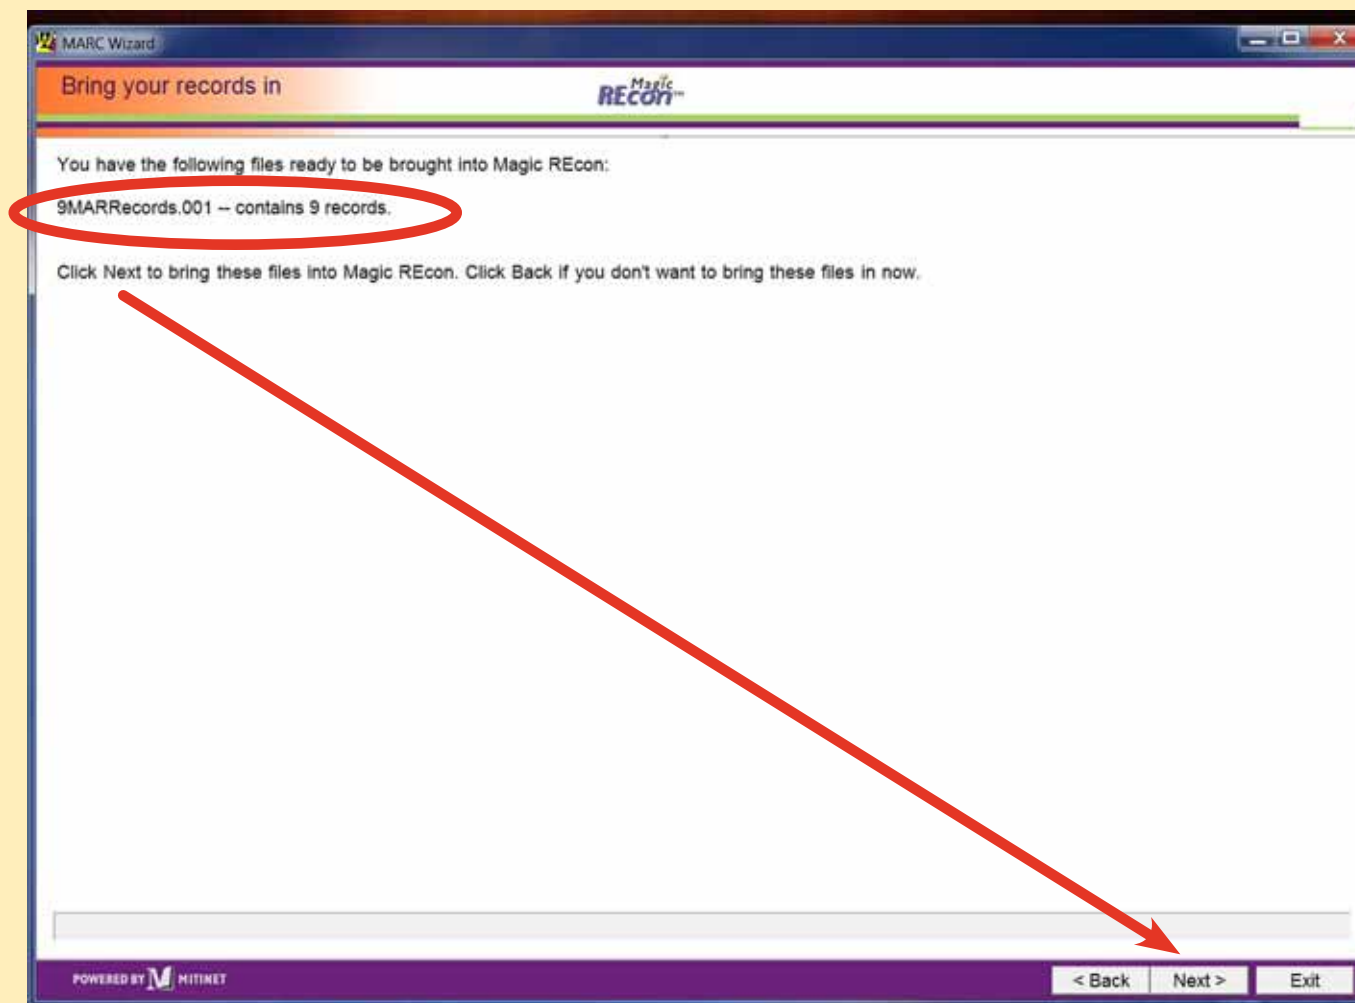 MARC Wizard
Bring your records in
Magic
REcon™
You have the following files ready to be brought into Magic REcon:
9MARRecords.001 -- contains 9 records.
Click Next to bring these files into Magic REcon. Click Back if you don't want to bring these files in now.
POWERED BY M MITINET
< Back Next > Exit